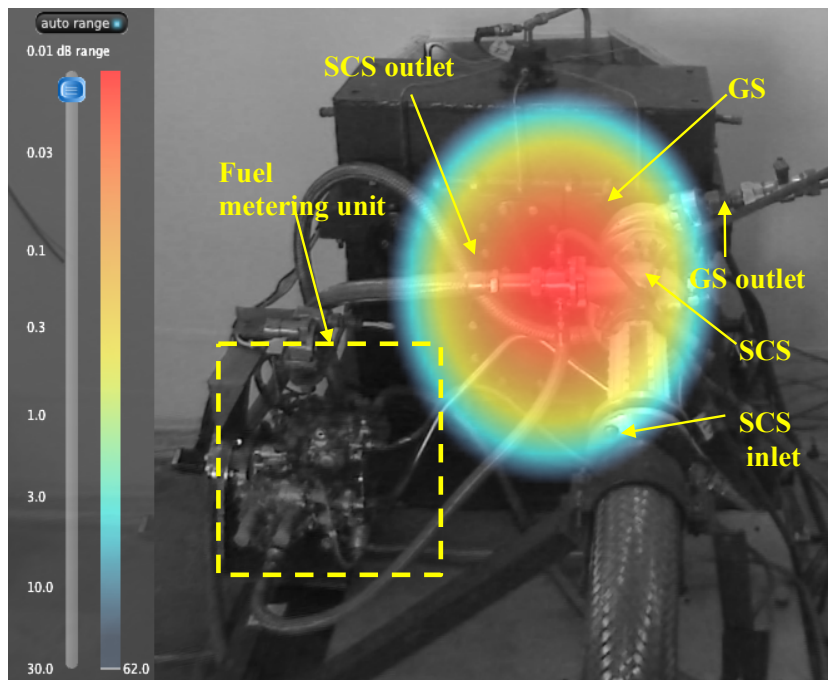 auto range
0.01 dB range
0.03
0.1
0.3
1.0
3.0
10.0
30.0
62.0
SCS outlet
GS
Fuel
metering unit
GS outlet
SCS
SCS
inlet